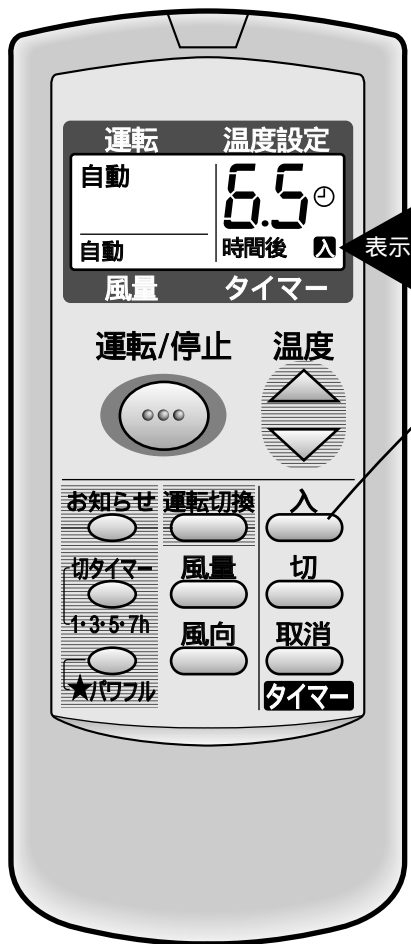 運転 温度設定
自動 6.5
自動 時間後 入
表示
風量 タイマー
運転/停止 温度
お知らせ 運転切換 入
切タイマー 風量 切
1・3・5・7h 風向 取消
★パワフル タイマー